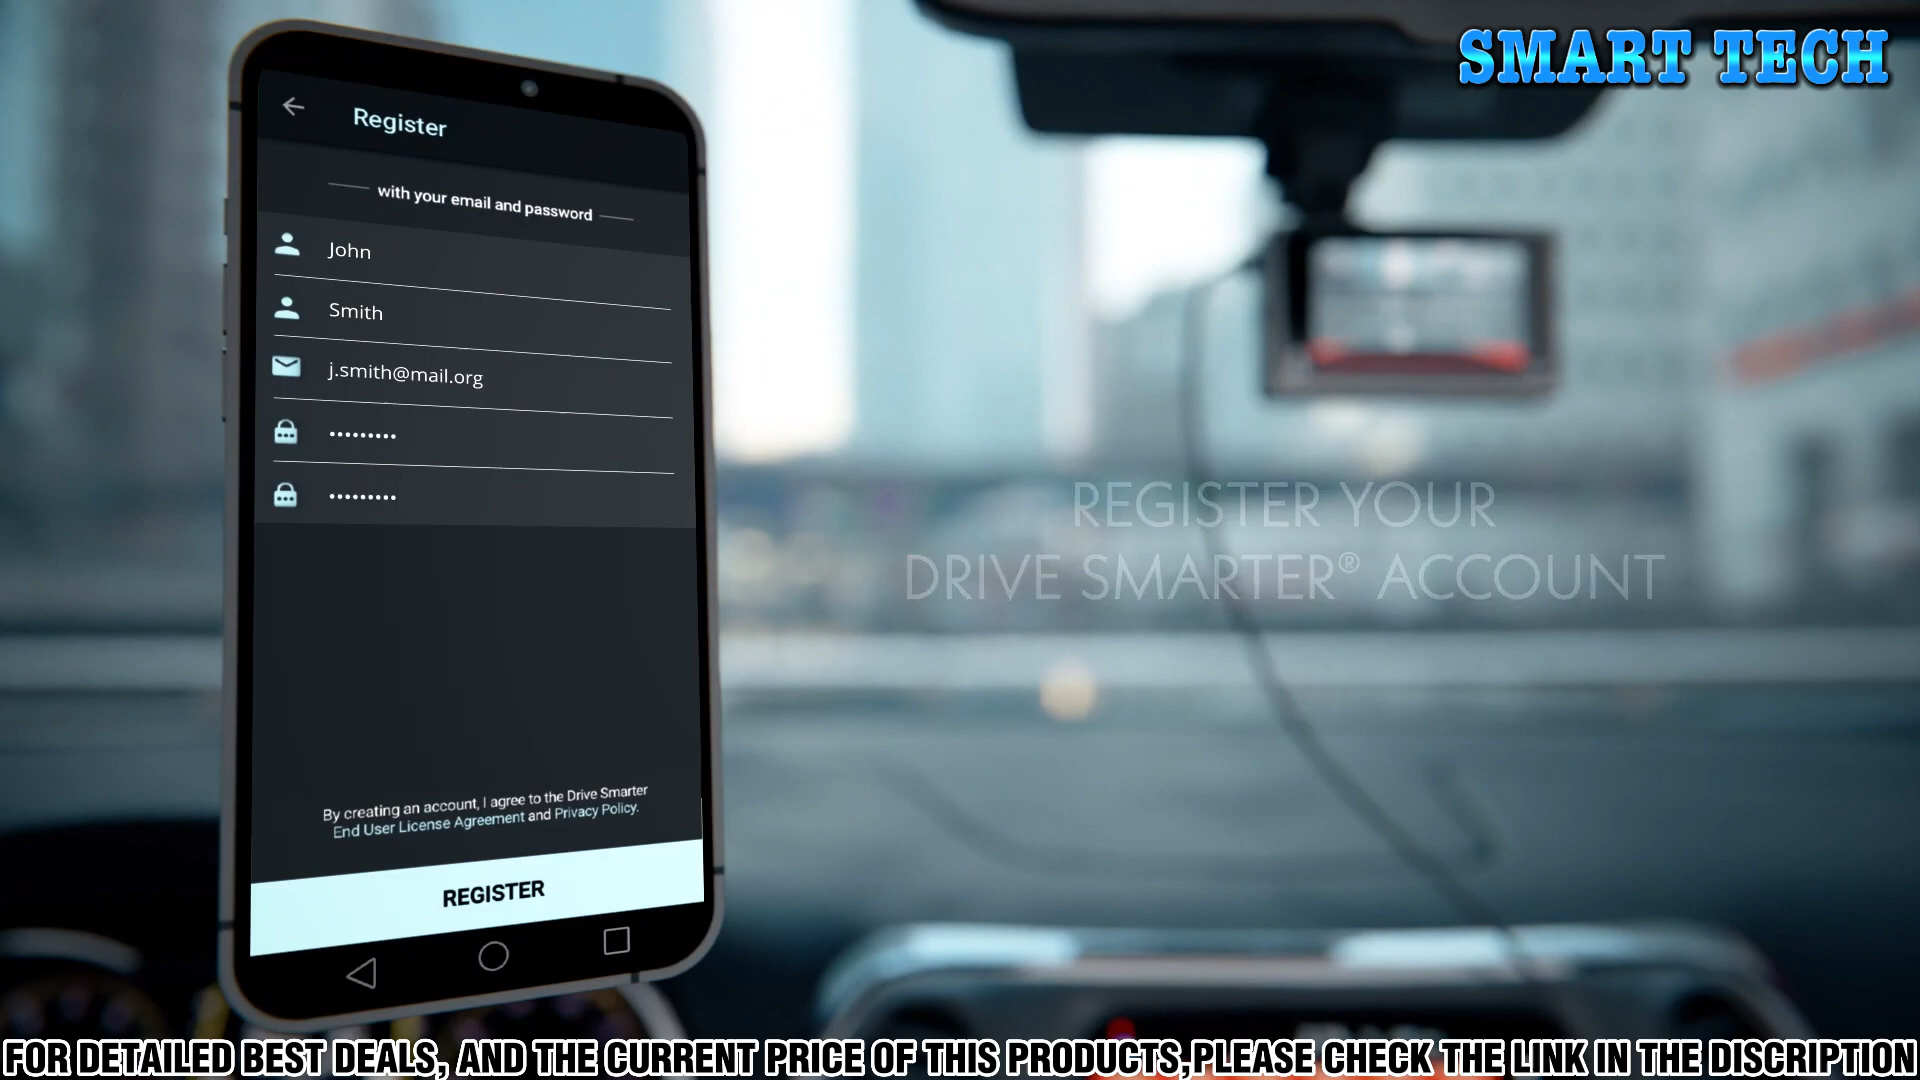 SMART TECH
Register
with your email and password
John
Smith
j.smith@mail.org
•••••••••
•••••••••
REGISTER YOUR
DRIVE SMARTER® ACCOUNT
By creating an account, I agree to the Drive Smarter
End User License Agreement and Privacy Policy.
REGISTER
FOR DETAILED BEST DEALS, AND THE CURRENT PRICE OF THIS PRODUCTS,PLEASE CHECK THE LINK IN THE DISCRIPTION